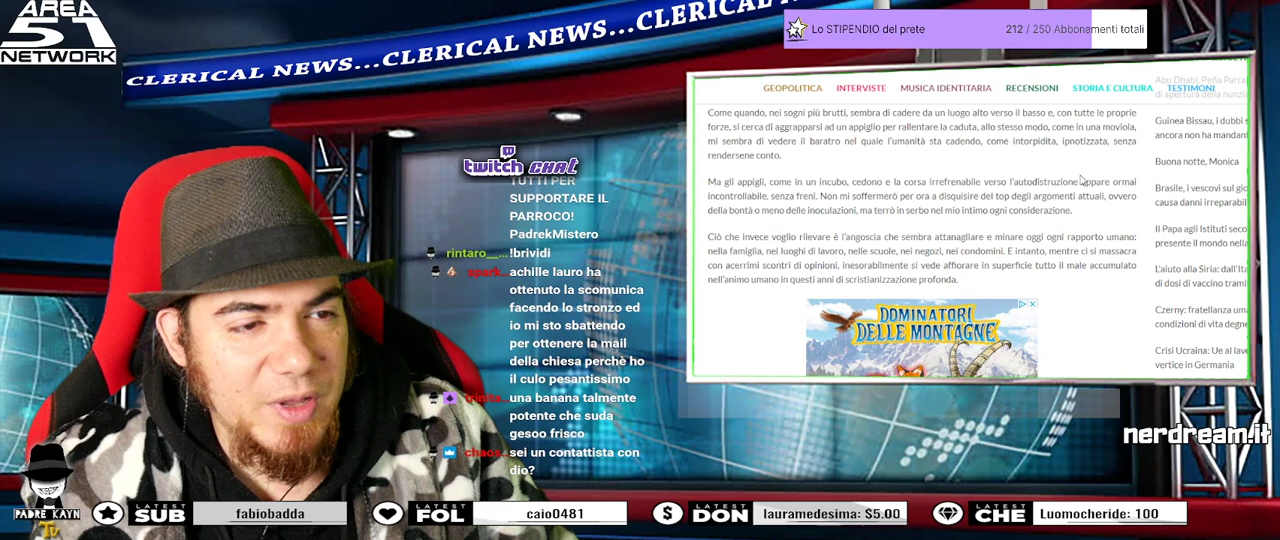 AREA
51
NETWORK
CLERICAL NEWS...CLERICAL NEWS...CLERICAL NEWS...
Lo STIPENDIO del prete 212 / 250 Abbonamenti totali
GEOPOLITICA INTERVISTE MUSICA IDENTITARIA RECENSIONI STORIA E CULTURA TESTIMONI
Come quando, nei sogni più brutti, sembra di cadere da un luogo alto verso il basso e, con tutte le proprie
forze, si cerca di aggrapparsi ad un appiglio per rallentare la caduta, allo stesso modo, come in una moviola,
mi sembra di vedere il baratro nel quale l'umanità sta cadendo, come intorpidita, ipnotizzata, senza
rendersene conto.
Ma gli appigli, come in un incubo, cedono e la corsa irrefrenabile verso l'autodistruzione appare ormai
incontrollabile, senza freni. Non mi soffermerò per ora a disquisire del top degli argomenti attuali, ovvero
della bontà o meno delle inoculazioni, ma terrò in serbo nel mio intimo ogni considerazione.
Ciò che invece voglio rilevare è l'angoscia che sembra attanagliare e minare oggi ogni rapporto umano:
nella famiglia, nei luoghi di lavoro, nelle scuole, nei negozi, nei condomini. E intanto, mentre ci si massacra
con acerrimi scontri di opinioni, inesorabilmente si vede affiorare in superficie tutto il male accumulato
nell'animo umano in questi anni di scristianizzazione profonda.
DOMINATORI
DELLE MONTAGNE
Abu Dhabi, Peña Parra
di apertura della nunzia
Guinea Bissau, i dubbi s
ancora non ha mandant
Buona notte, Monica
Brasile, i vescovi sul gio
causa danni irreparabil
Il Papa agli Istituti seco
presente il mondo nella
L'aiuto alla Siria: dall'Ita
di dosi di vaccino tramit
Czerny: fratellanza uma
condizioni di vita degne
Crisi Ucraina: Ue al lavo
vertice in Germania
twitch CHAT
TUTTI PER
SUPPORTARE IL
PARROCO!
PadrekMistero
rintaro__... !brividi
achille lauro ha
ottenuto la scomunica
facendo lo stronzo ed
io mi sto sbattendo
per ottenere la mail
della chiesa perchè ho
il culo pesantissimo
una banana talmente
potente che suda
gesoo frisco
chaos... sei un contattista con
dio?
nerdream.it
PADRE KAYN
Tv
LATEST
SUB
fabiobadda
LATEST
FOL
caio0481
LATEST
DON
lauramedesima: $5.00
LATEST
CHE
Luomocheride: 100